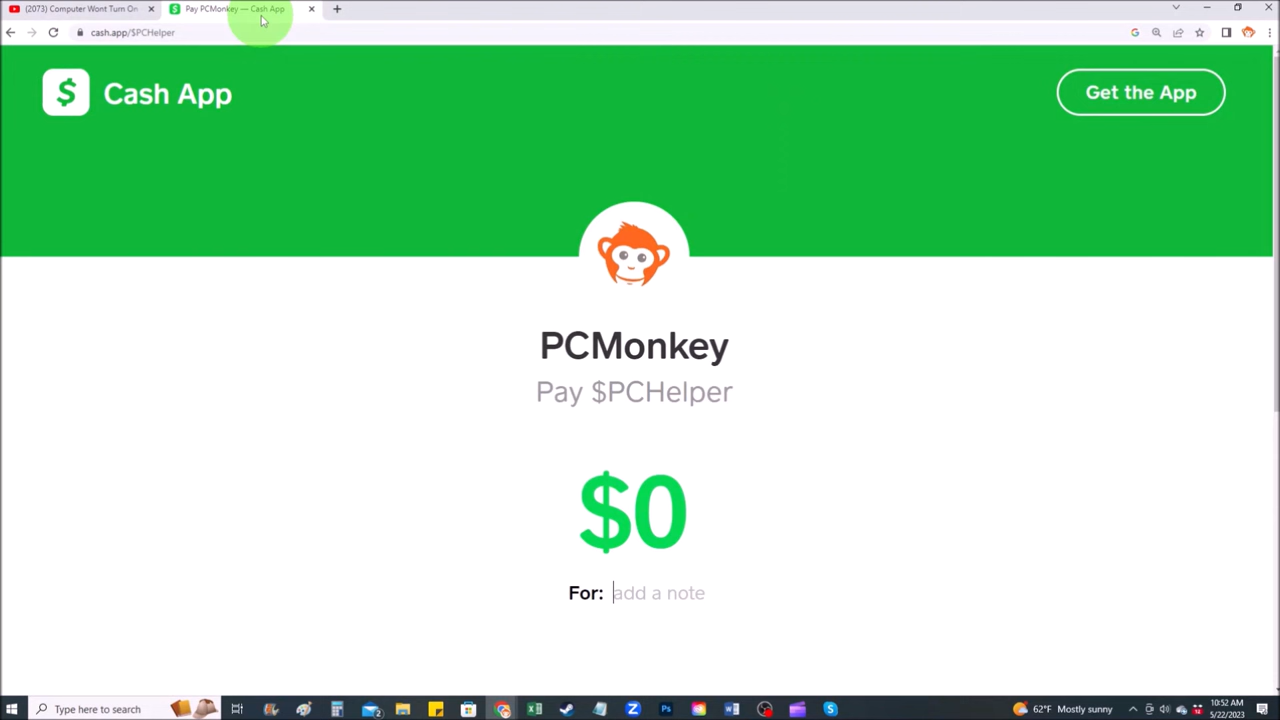 (2073) Computer Wont Turn On
Pay PCMonkey — Cash App
cash.app/$PCHelper
$ Cash App
Get the App
PCMonkey
Pay $PCHelper
$0
For: add a note
Type here to search
62°F Mostly sunny
10:52 AM
5/22/2023